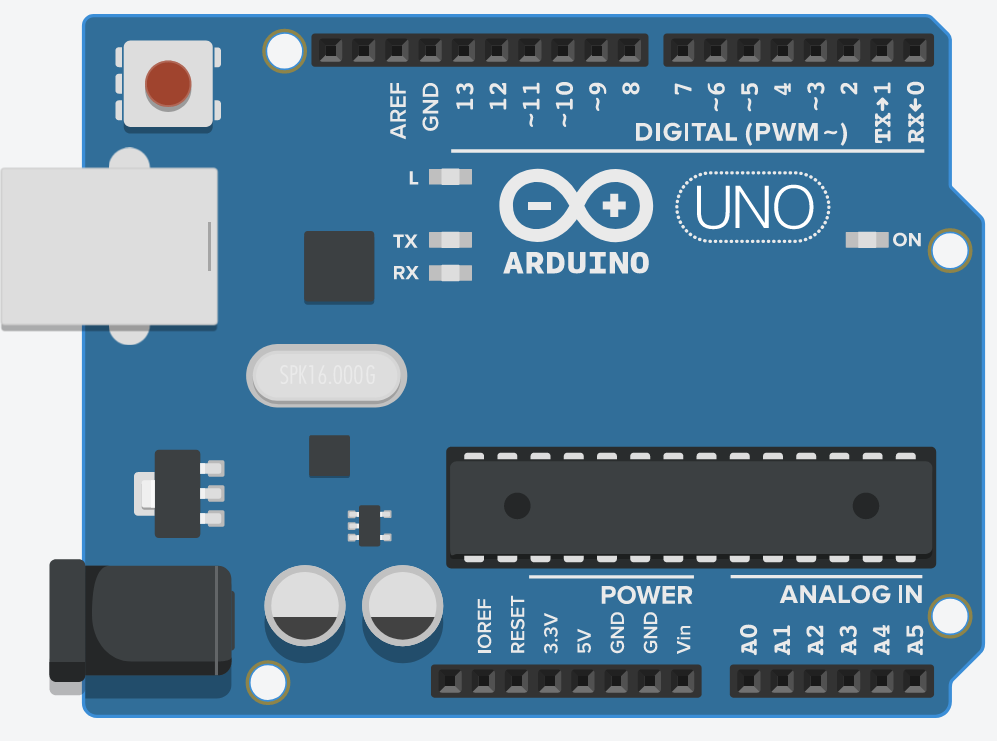 AREF
GND
13
12
~11
~10
~9
8
7
~6
~5
4
~3
2
TX→1
RX←0
DIGITAL (PWM~)
L
TX
RX
ARDUINO
UNO
ON
SPK16.000G
POWER
ANALOG IN
IOREF
RESET
3.3V
5V
GND
GND
Vin
A0
A1
A2
A3
A4
A5